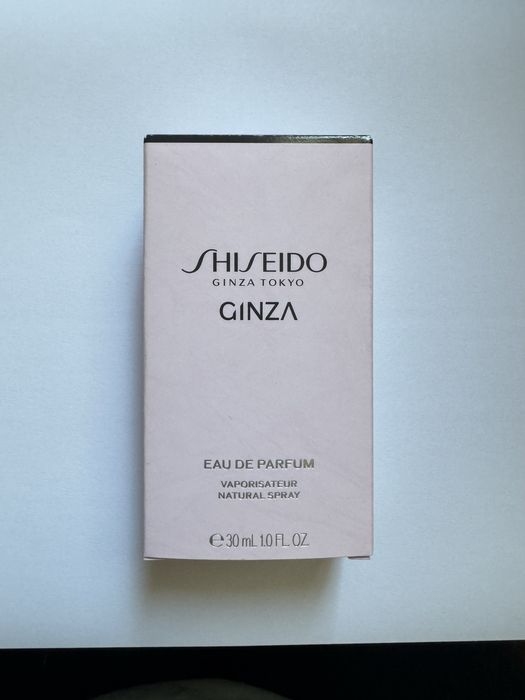 SHISEIDO
GINZA TOKYO
GINZA
EAU DE PARFUM
VAPORISATEUR
NATURAL SPRAY
℮ 30 mL 1.0 FL. OZ.